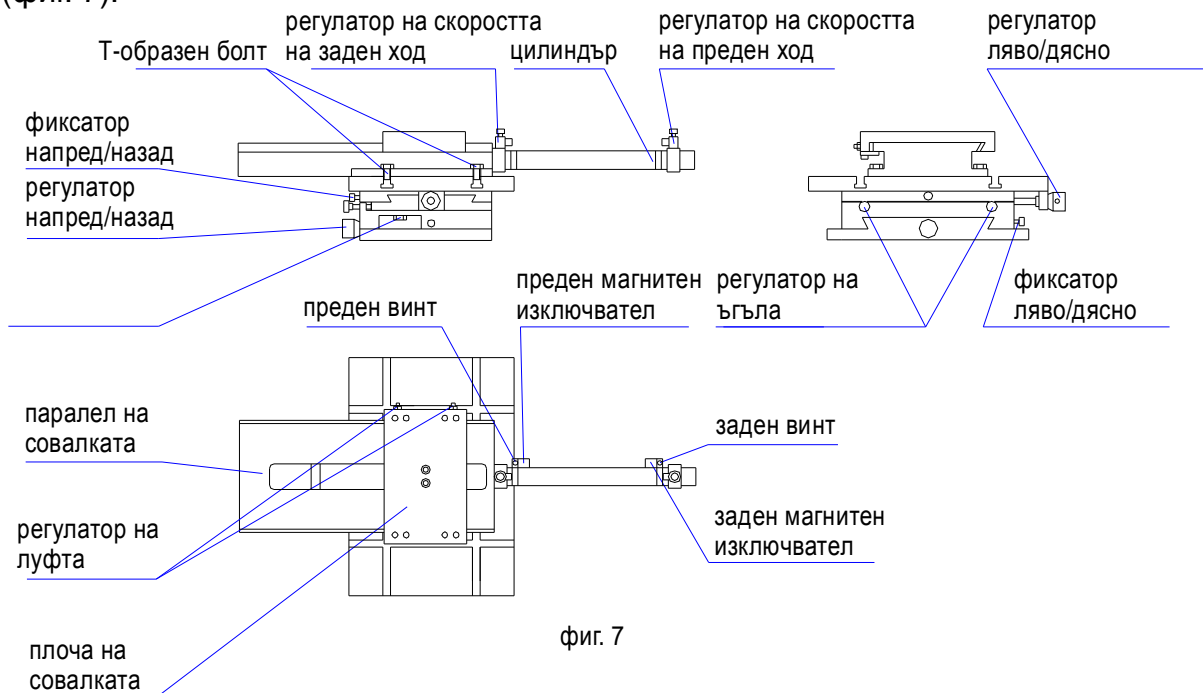 (фиг. 7).
регулатор на скоростта
на заден ход
регулатор на скоростта
на преден ход
регулатор
ляво/дясно
Т-образен болт
цилиндър
фиксатор
напред/назад
регулатор
напред/назад
преден винт
преден магнитен
изключвател
регулатор на
ъгъла
фиксатор
ляво/дясно
паралел на
совалката
заден винт
регулатор на
луфта
заден магнитен
изключвател
фиг. 7
плоча на
совалката